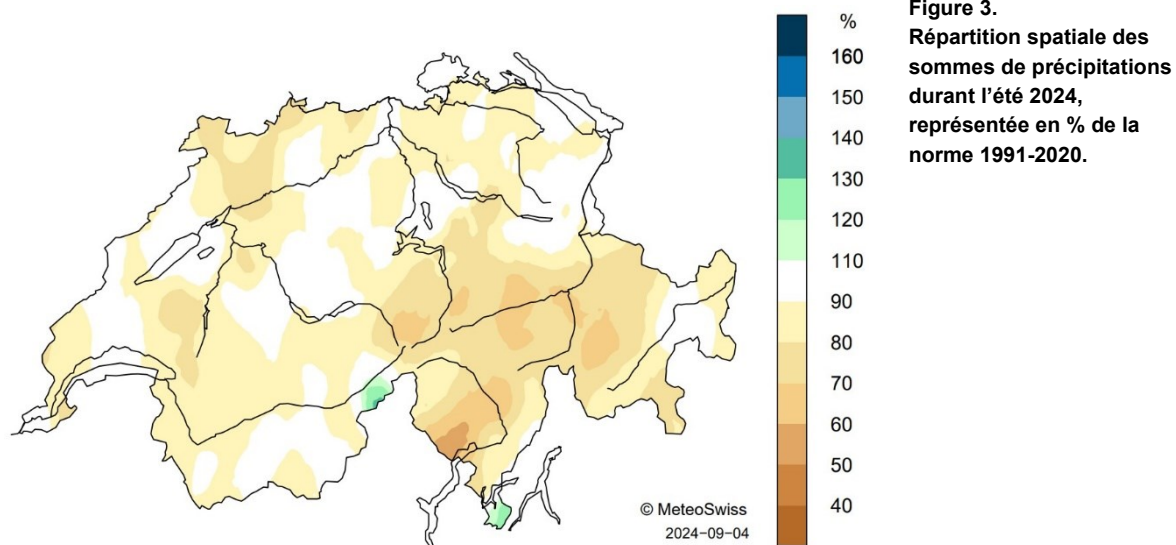 Figure 3.
Répartition spatiale des
sommes de précipitations
durant l’été 2024,
représentée en % de la
norme 1991-2020.
%
160
150
140
130
120
110
90
80
70
60
50
40
© MeteoSwiss
2024-09-04